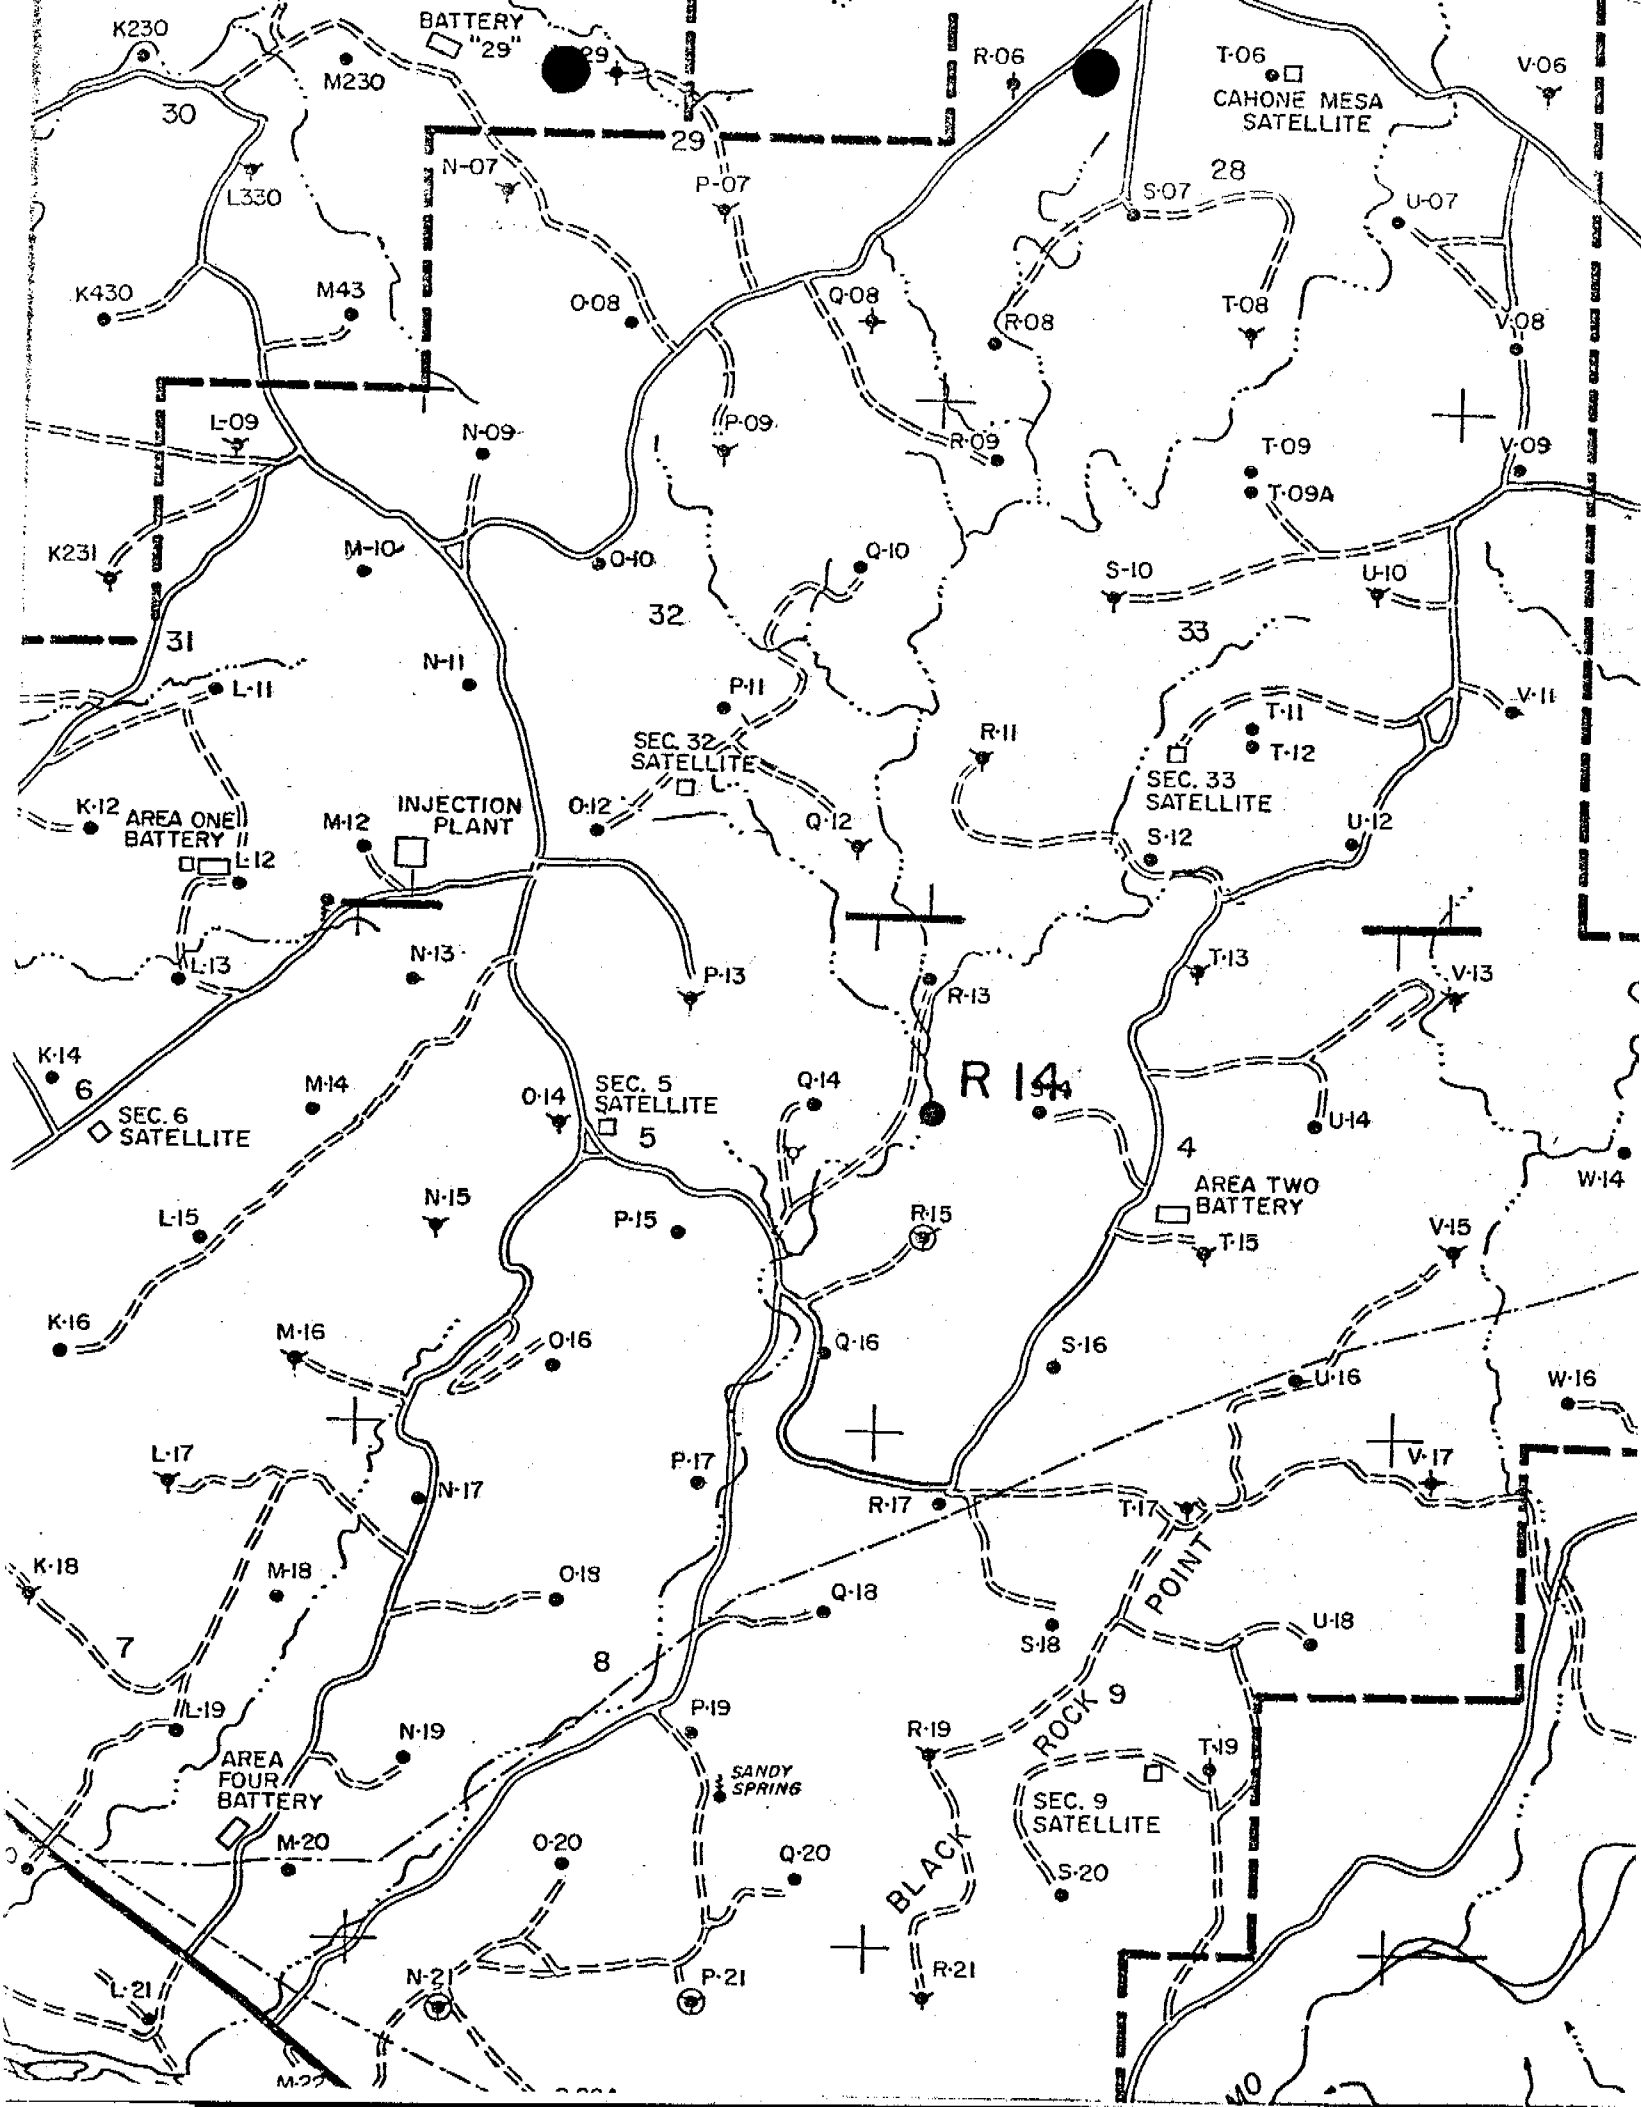 K230
BATTERY
"29"
29
R-06
T-06
V-06
M230
CAHONE MESA
SATELLITE
30
29
28
N-07
L330
P-07
S-07
U-07
K430
M43
O-08
Q-08
R-08
T-08
V-08
L-09
N-09
P-09
R-09
T-09
V-09
T-09A
K231
M-10
O-10
Q-10
S-10
U-10
31
32
33
L-11
N-11
P-11
R-11
T-11
V-11
SEC. 32
SATELLITE
T-12
SEC. 33
SATELLITE
K-12
AREA ONE
BATTERY
M-12
INJECTION
PLANT
O-12
Q-12
S-12
U-12
L-12
L-13
N-13
P-13
R-13
T-13
V-13
K-14
M-14
O-14
SEC. 5
SATELLITE
Q-14
R 14
U-14
W-14
6
SEC. 6
SATELLITE
5
4
L-15
N-15
P-15
R-15
AREA TWO
BATTERY
T-15
V-15
K-16
M-16
O-16
Q-16
S-16
U-16
W-16
L-17
N-17
P-17
R-17
T-17
V-17
K-18
M-18
O-18
Q-18
S-18
U-18
7
8
9
BLACK ROCK POINT
L-19
N-19
P-19
R-19
T-19
AREA
FOUR
BATTERY
SANDY
SPRING
SEC. 9
SATELLITE
M-20
O-20
Q-20
S-20
L-21
N-21
P-21
R-21
M-22
MO